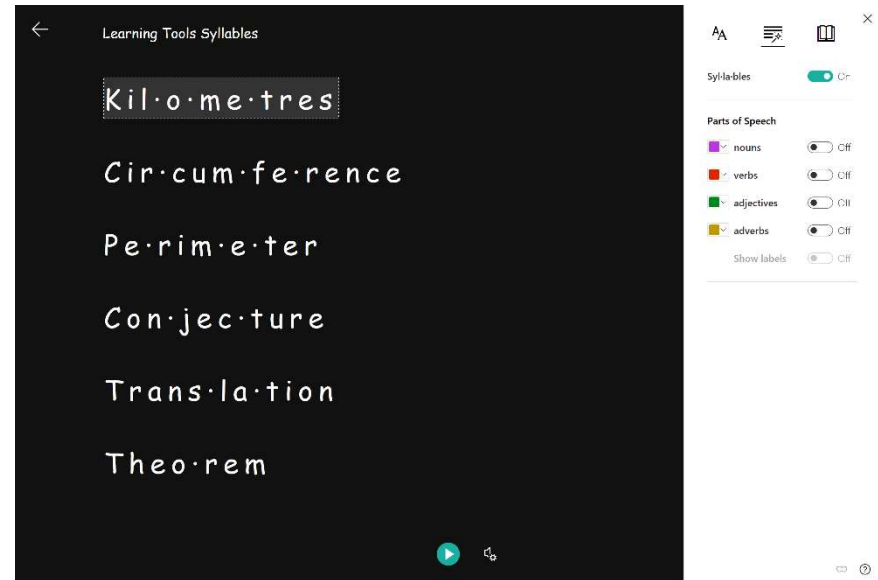 Learning Tools Syllables
Kil·o·me·tres
Cir·cum·fe·rence
Pe·rim·e·ter
Con·jec·ture
Trans·la·tion
Theo·rem
AA
Syl·la·bles On
Parts of Speech
nouns Off
verbs Off
adjectives Off
adverbs Off
Show labels Off